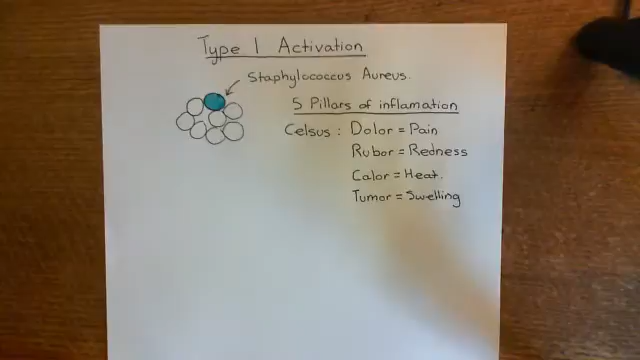 Type 1 Activation
Staphylococcus Aureus.
5 Pillars of inflamation
Celsus : Dolor = Pain
Rubor = Redness
Calor = Heat.
Tumor = Swelling